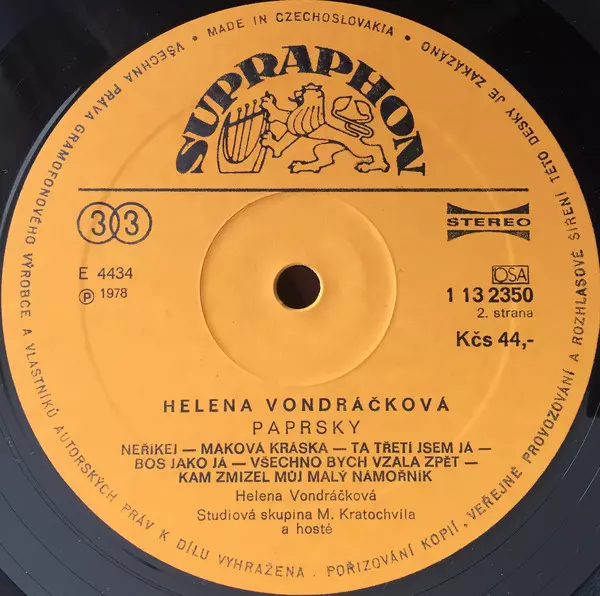 VŠECHNA PRÁVA GRAMOFONOVÉHO VÝROBCE A VLASTNÍKŮ AUTORSKÝCH PRÁV K DÍLU VYHRAŽENA. POŘIZOVÁNÍ KOPIÍ, VEŘEJNÉ PROVOZOVÁNÍ A ROZHLASOVÉ ŠÍŘENÍ TÉTO DESKY JE ZAKÁZÁNO
• MADE IN CZECHOSLOVAKIA •
SUPRAPHON
33
STEREO
E 4434
℗ 1978
OSA
1 13 2350
2. strana
Kčs 44,-
HELENA VONDRÁČKOVÁ
PAPRSKY
NEŘÍKEJ — MAKOVÁ KRÁSKA — TA TŘETÍ JSEM JÁ —
BOS JAKO JÁ — VŠECHNO BYCH VZALA ZPĚT —
KAM ZMIZEL MŮJ MALÝ NÁMOŘNÍK
Helena Vondráčková
Studiová skupina M. Kratochvíla
a hosté